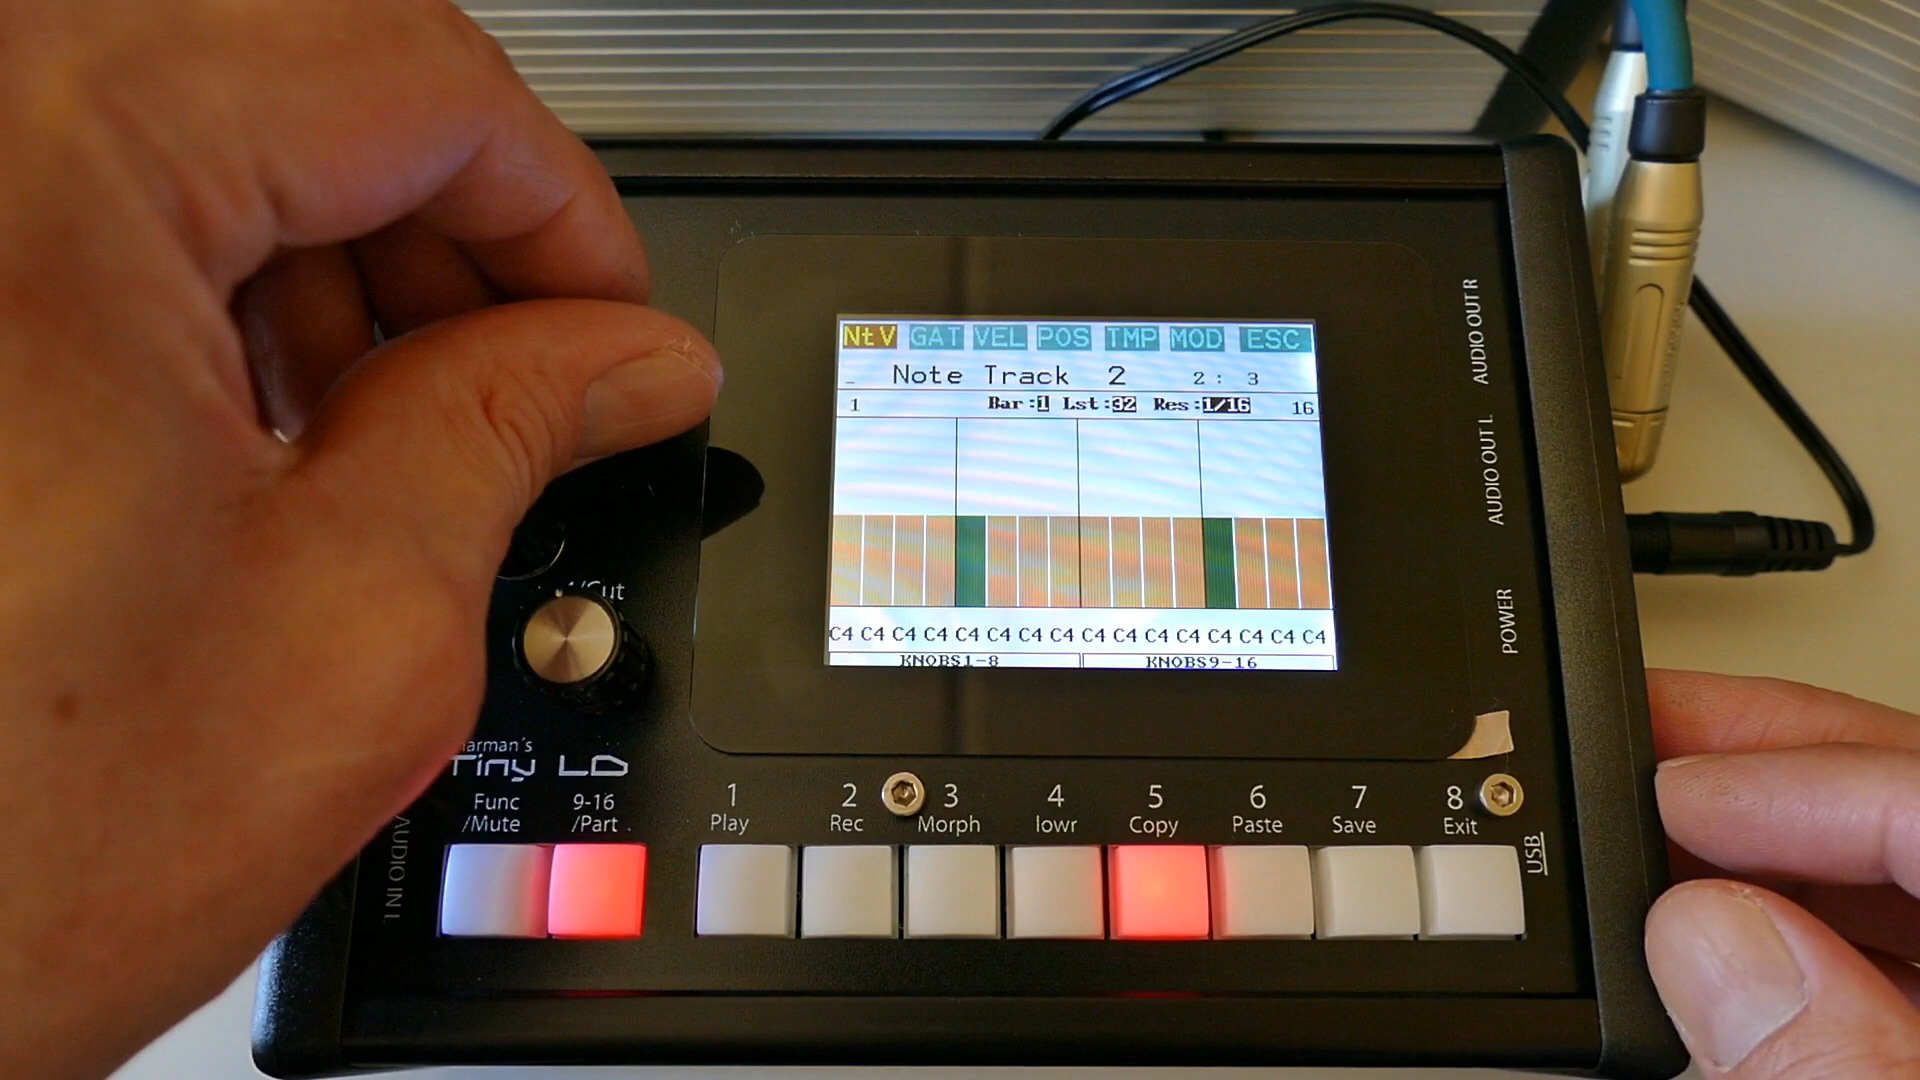 NtV GAT VEL POS TMP MOD ESC
Note Track 2 2: 3
1 Bar:1 Lst:32 Res:1/16 16
C4 C4 C4 C4 C4 C4 C4 C4 C4 C4 C4 C4 C4 C4 C4 C4
KNOBS1-8 KNOBS9-16
/Cut
Tiny LD
Func
/Mute
9-16
/Part
1
Play
2
Rec
3
Morph
4
lowr
5
Copy
6
Paste
7
Save
8
Exit
AUDIO IN L
AUDIO OUT R
AUDIO OUT L
POWER
USB